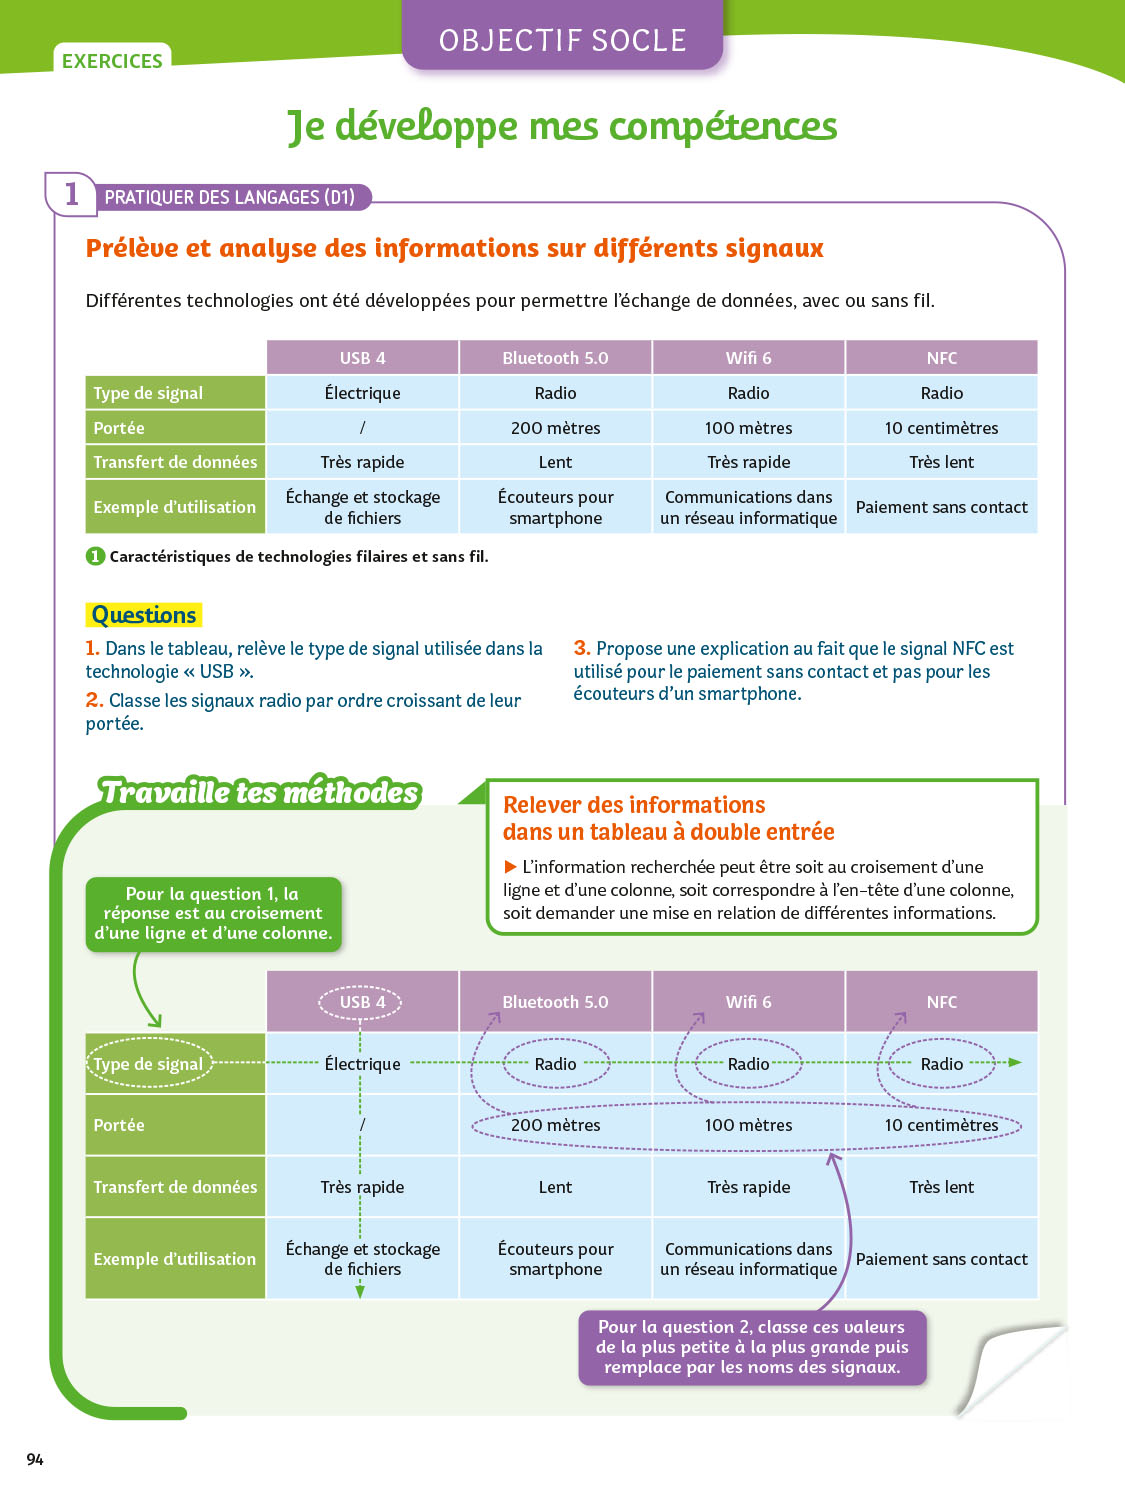 OBJECTIF SOCLE
EXERCICES
Je développe mes compétences
1
PRATIQUER DES LANGAGES (D1)
Prélève et analyse des informations sur différents signaux
Différentes technologies ont été développées pour permettre l'échange de données, avec ou sans fil.
USB 4 Bluetooth 5.0 Wifi 6 NFC
Type de signal Électrique Radio Radio Radio
Portée / 200 mètres 100 mètres 10 centimètres
Transfert de données Très rapide Lent Très rapide Très lent
Exemple d'utilisation Échange et stockage de fichiers Écouteurs pour smartphone Communications dans un réseau informatique Paiement sans contact
1 Caractéristiques de technologies filaires et sans fil.
Questions
1. Dans le tableau, relève le type de signal utilisée dans la
technologie « USB ».
2. Classe les signaux radio par ordre croissant de leur
portée.
3. Propose une explication au fait que le signal NFC est
utilisé pour le paiement sans contact et pas pour les
écouteurs d'un smartphone.
Travaille tes méthodes
Relever des informations
dans un tableau à double entrée
▶ L'information recherchée peut être soit au croisement d'une
ligne et d'une colonne, soit correspondre à l'en-tête d'une colonne,
soit demander une mise en relation de différentes informations.
Pour la question 1, la
réponse est au croisement
d'une ligne et d'une colonne.
USB 4 Bluetooth 5.0 Wifi 6 NFC
Type de signal Électrique Radio Radio Radio
Portée / 200 mètres 100 mètres 10 centimètres
Transfert de données Très rapide Lent Très rapide Très lent
Exemple d'utilisation Échange et stockage de fichiers Écouteurs pour smartphone Communications dans un réseau informatique Paiement sans contact
Pour la question 2, classe ces valeurs
de la plus petite à la plus grande puis
remplace par les noms des signaux.
94